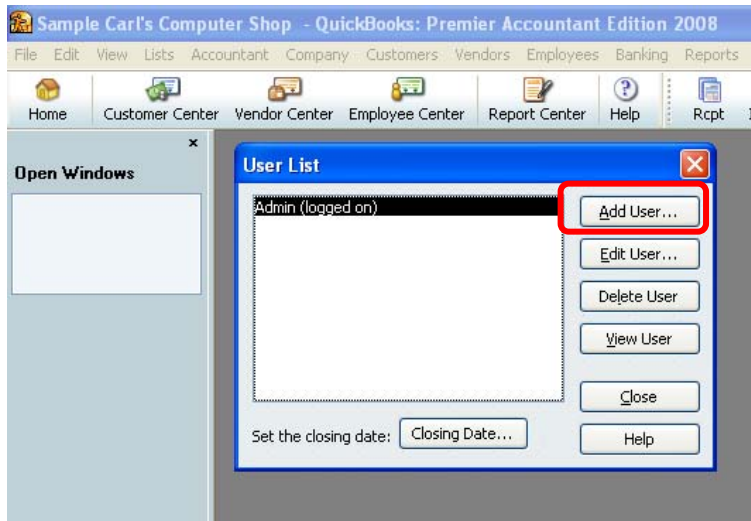 Sample Carl's Computer Shop - QuickBooks: Premier Accountant Edition 2008
File Edit View Lists Accountant Company Customers Vendors Employees Banking Reports
Home Customer Center Vendor Center Employee Center Report Center Help Rcpt
Open Windows
User List
Admin (logged on)
Add User...
Edit User...
Delete User
View User
Close
Set the closing date: Closing Date...
Help